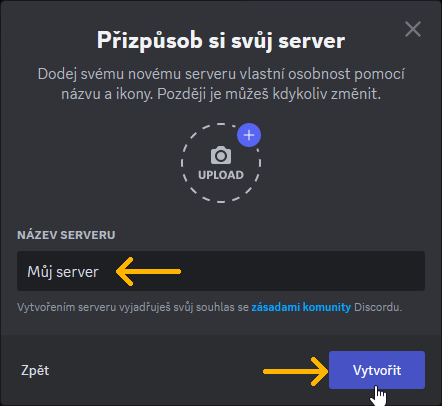 Přizpůsob si svůj server
Dodej svému novému serveru vlastní osobnost pomocí
názvu a ikony. Později je můžeš kdykoliv změnit.
UPLOAD
NÁZEV SERVERU
Můj server
Vytvořením serveru vyjadřuješ svůj souhlas se zásadami komunity Discordu.
Zpět
Vytvořit